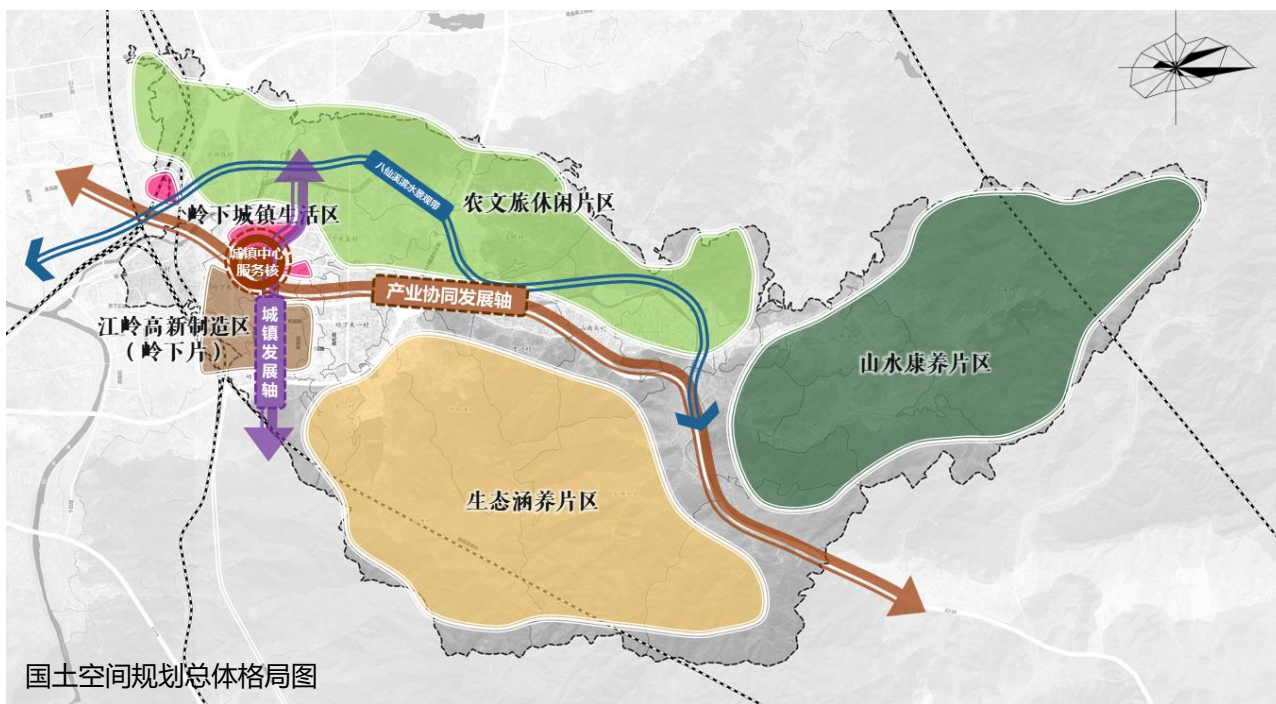 八仙溪滨水景观带
农文旅休闲片区
岭下城镇生活区
城镇中心
服务核
产业协同发展轴
江岭高新制造区
（岭下片）
城镇发展轴
山水康养片区
生态涵养片区
国土空间规划总体格局图